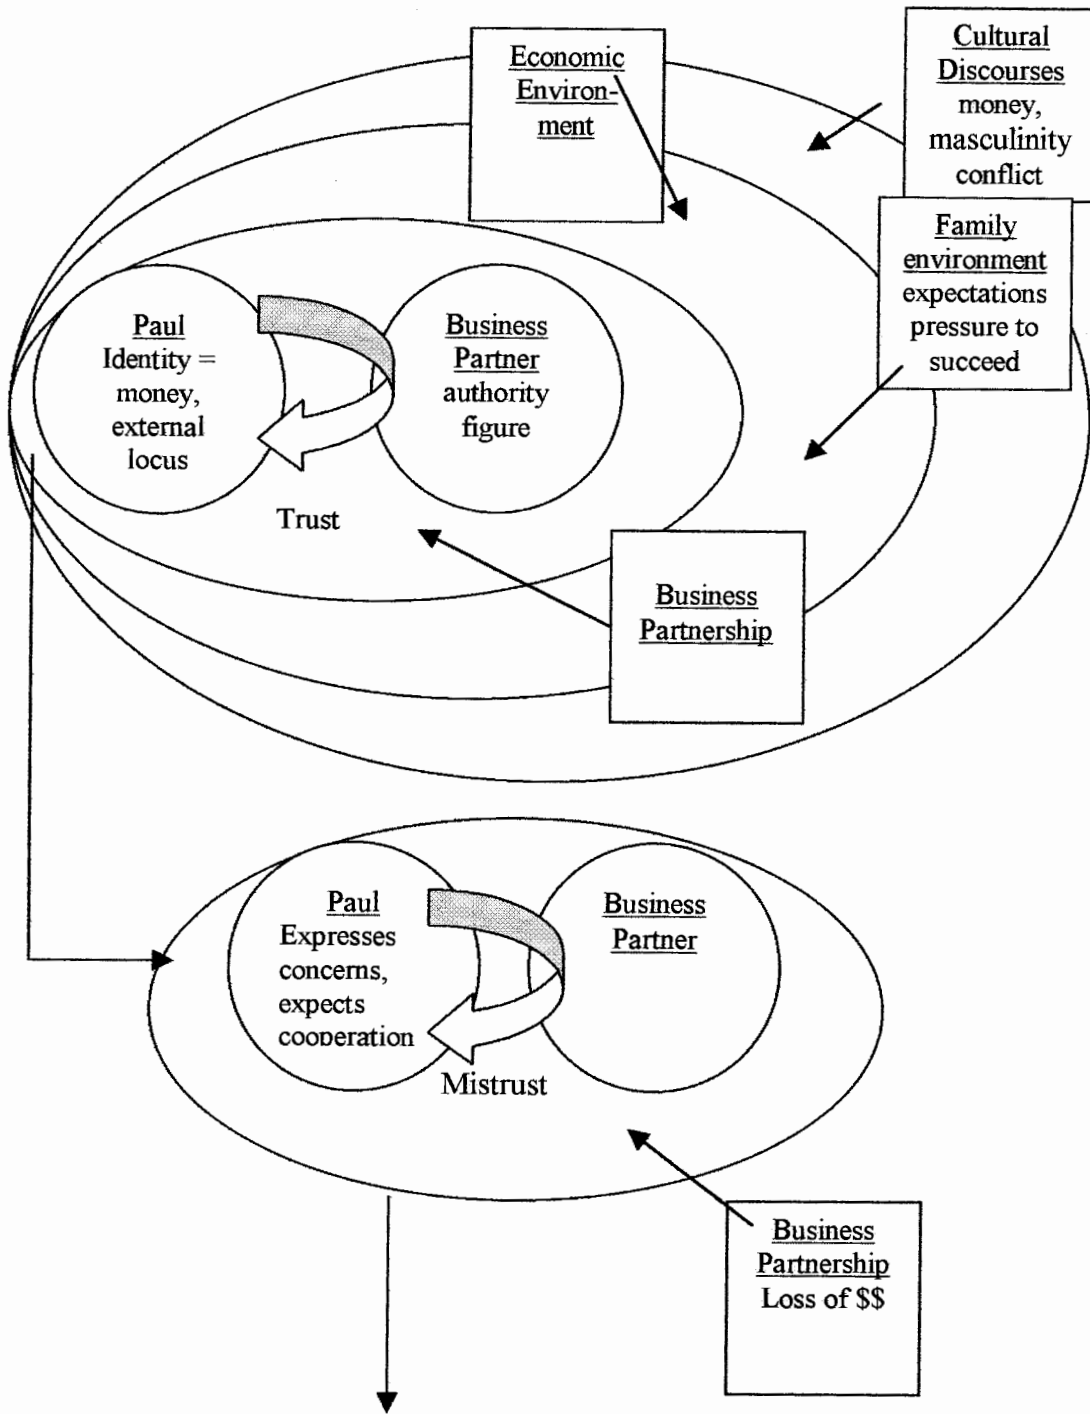 Economic
Environ-
ment
Cultural
Discourses
money,
masculinity
conflict
Family
environment
expectations
pressure to
succeed
Paul
Identity =
money,
external
locus
Business
Partner
authority
figure
Trust
Business
Partnership
Paul
Expresses
concerns,
expects
cooperation
Business
Partner
Mistrust
Business
Partnership
Loss of $$